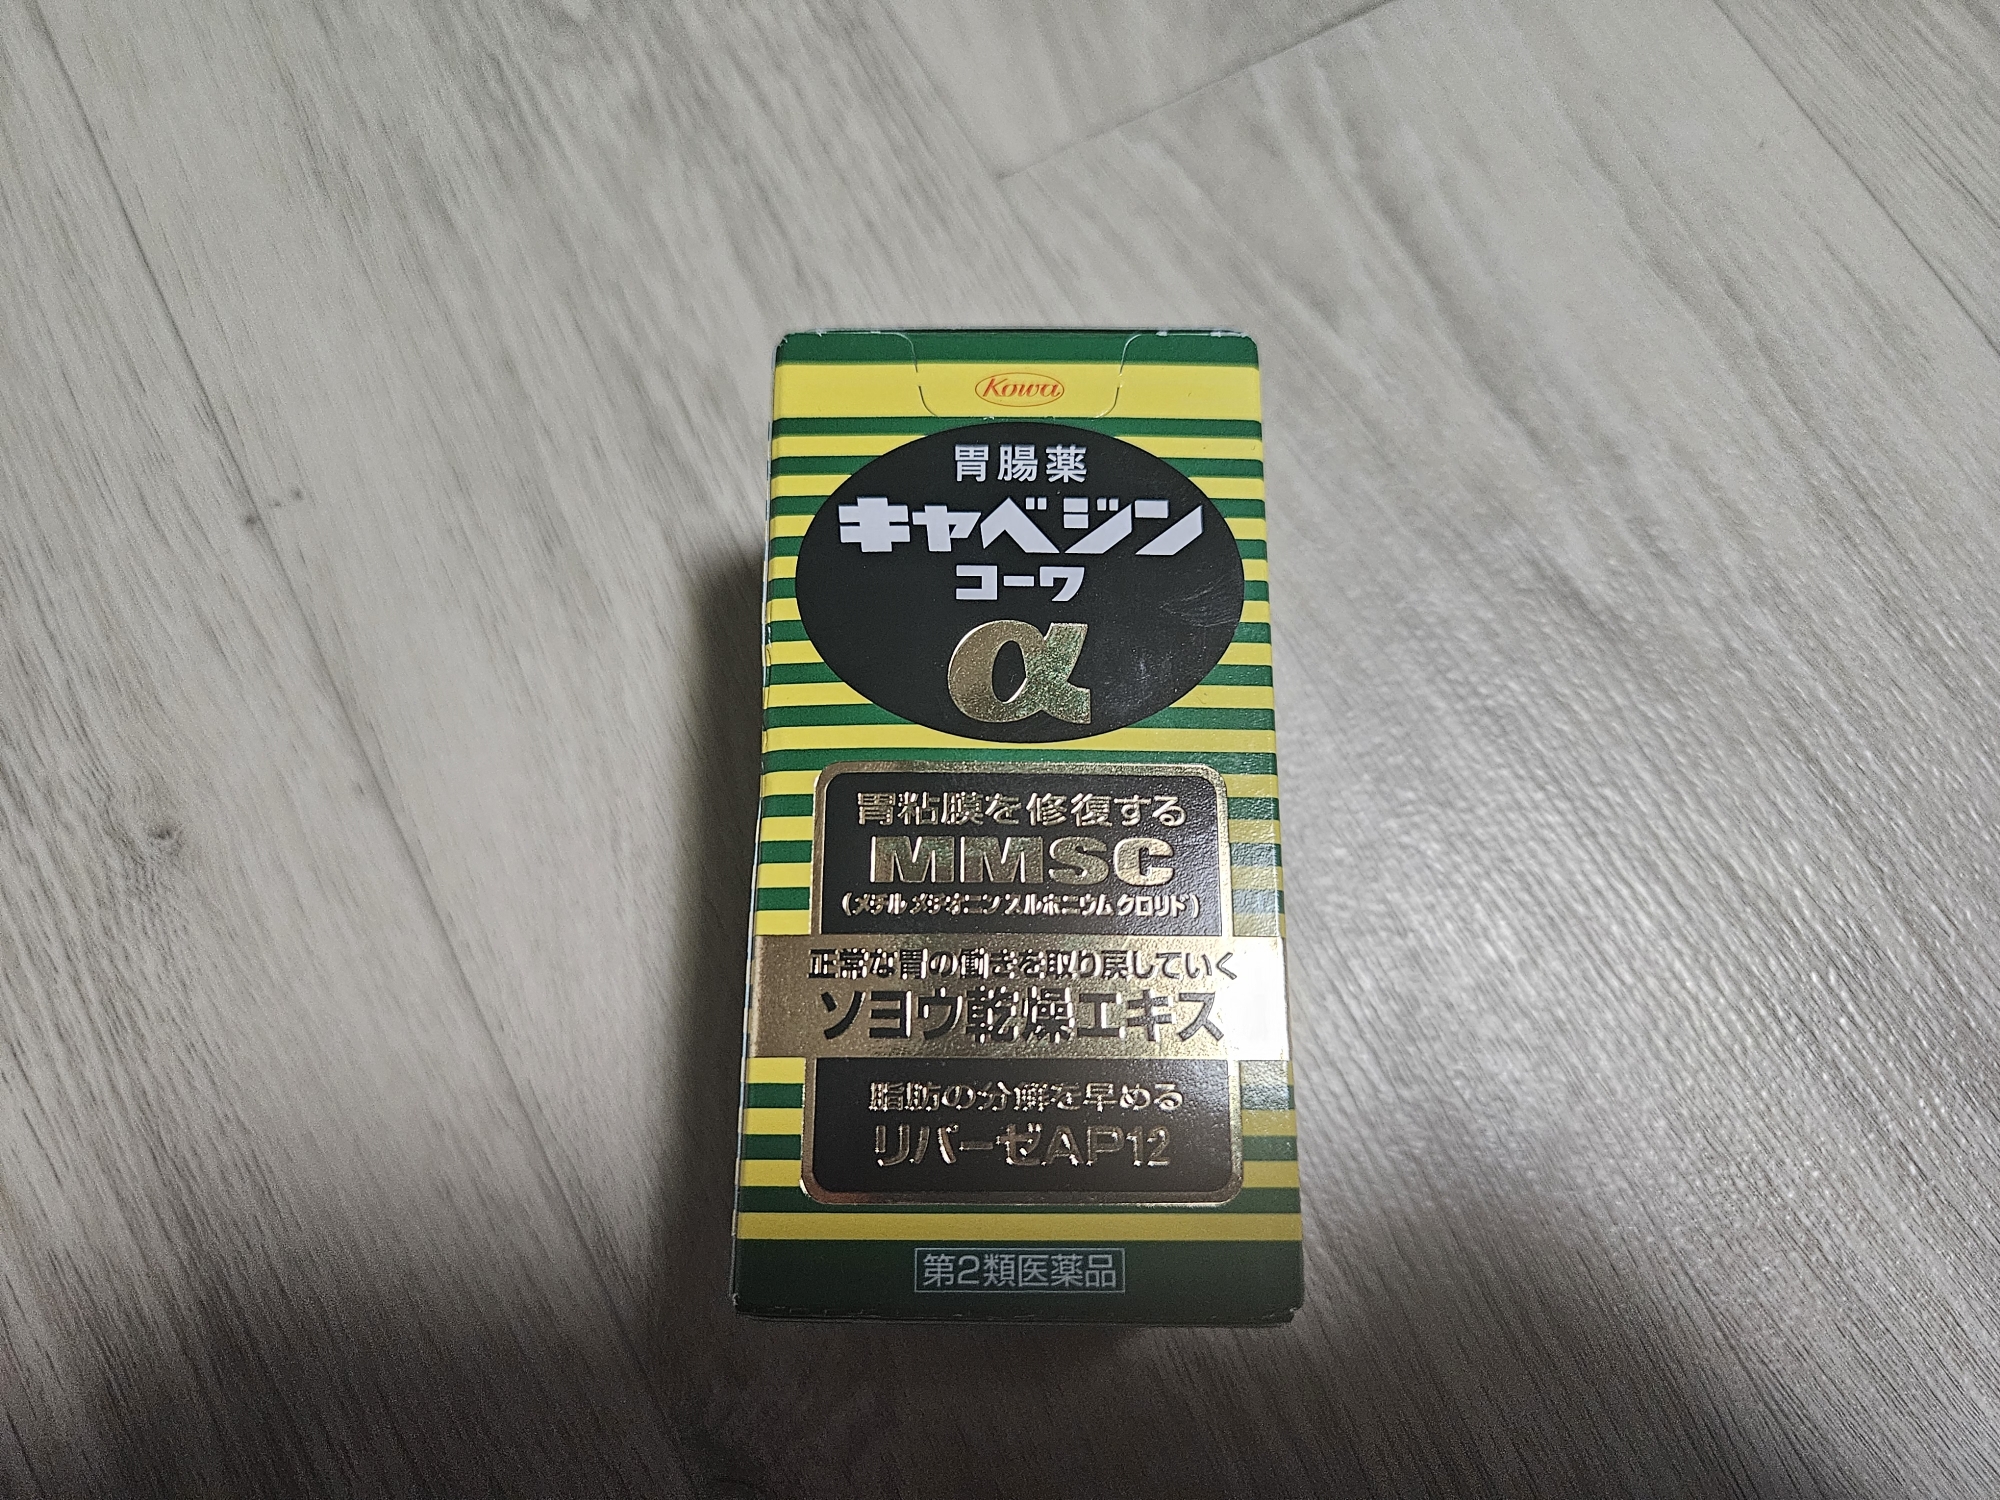 Kowa
胃腸薬
キャベジン
コーワ
α
胃粘膜を修復する
MMSC
(メチルメチオニンスルホニウムクロリド)
正常な胃の働きを取り戻していく
ソヨウ乾燥エキス
脂肪の分解を早める
リパーゼAP12
第2類医薬品